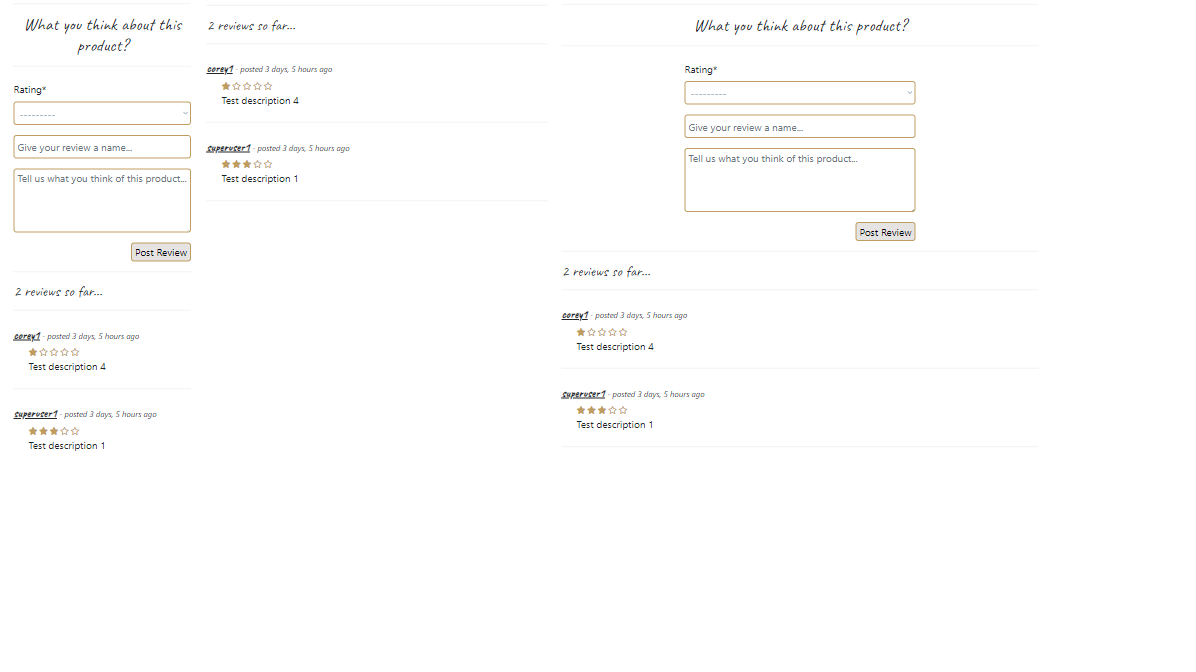 What you think about this
product?
Rating*
---------
Give your review a name...
Tell us what you think of this product...
Post Review
2 reviews so far...
corey1 - posted 3 days, 5 hours ago
Test description 4
superuser1 - posted 3 days, 5 hours ago
Test description 1
2 reviews so far...
corey1 - posted 3 days, 5 hours ago
Test description 4
superuser1 - posted 3 days, 5 hours ago
Test description 1
What you think about this product?
Rating*
---------
Give your review a name...
Tell us what you think of this product...
Post Review
2 reviews so far...
corey1 - posted 3 days, 5 hours ago
Test description 4
superuser1 - posted 3 days, 5 hours ago
Test description 1